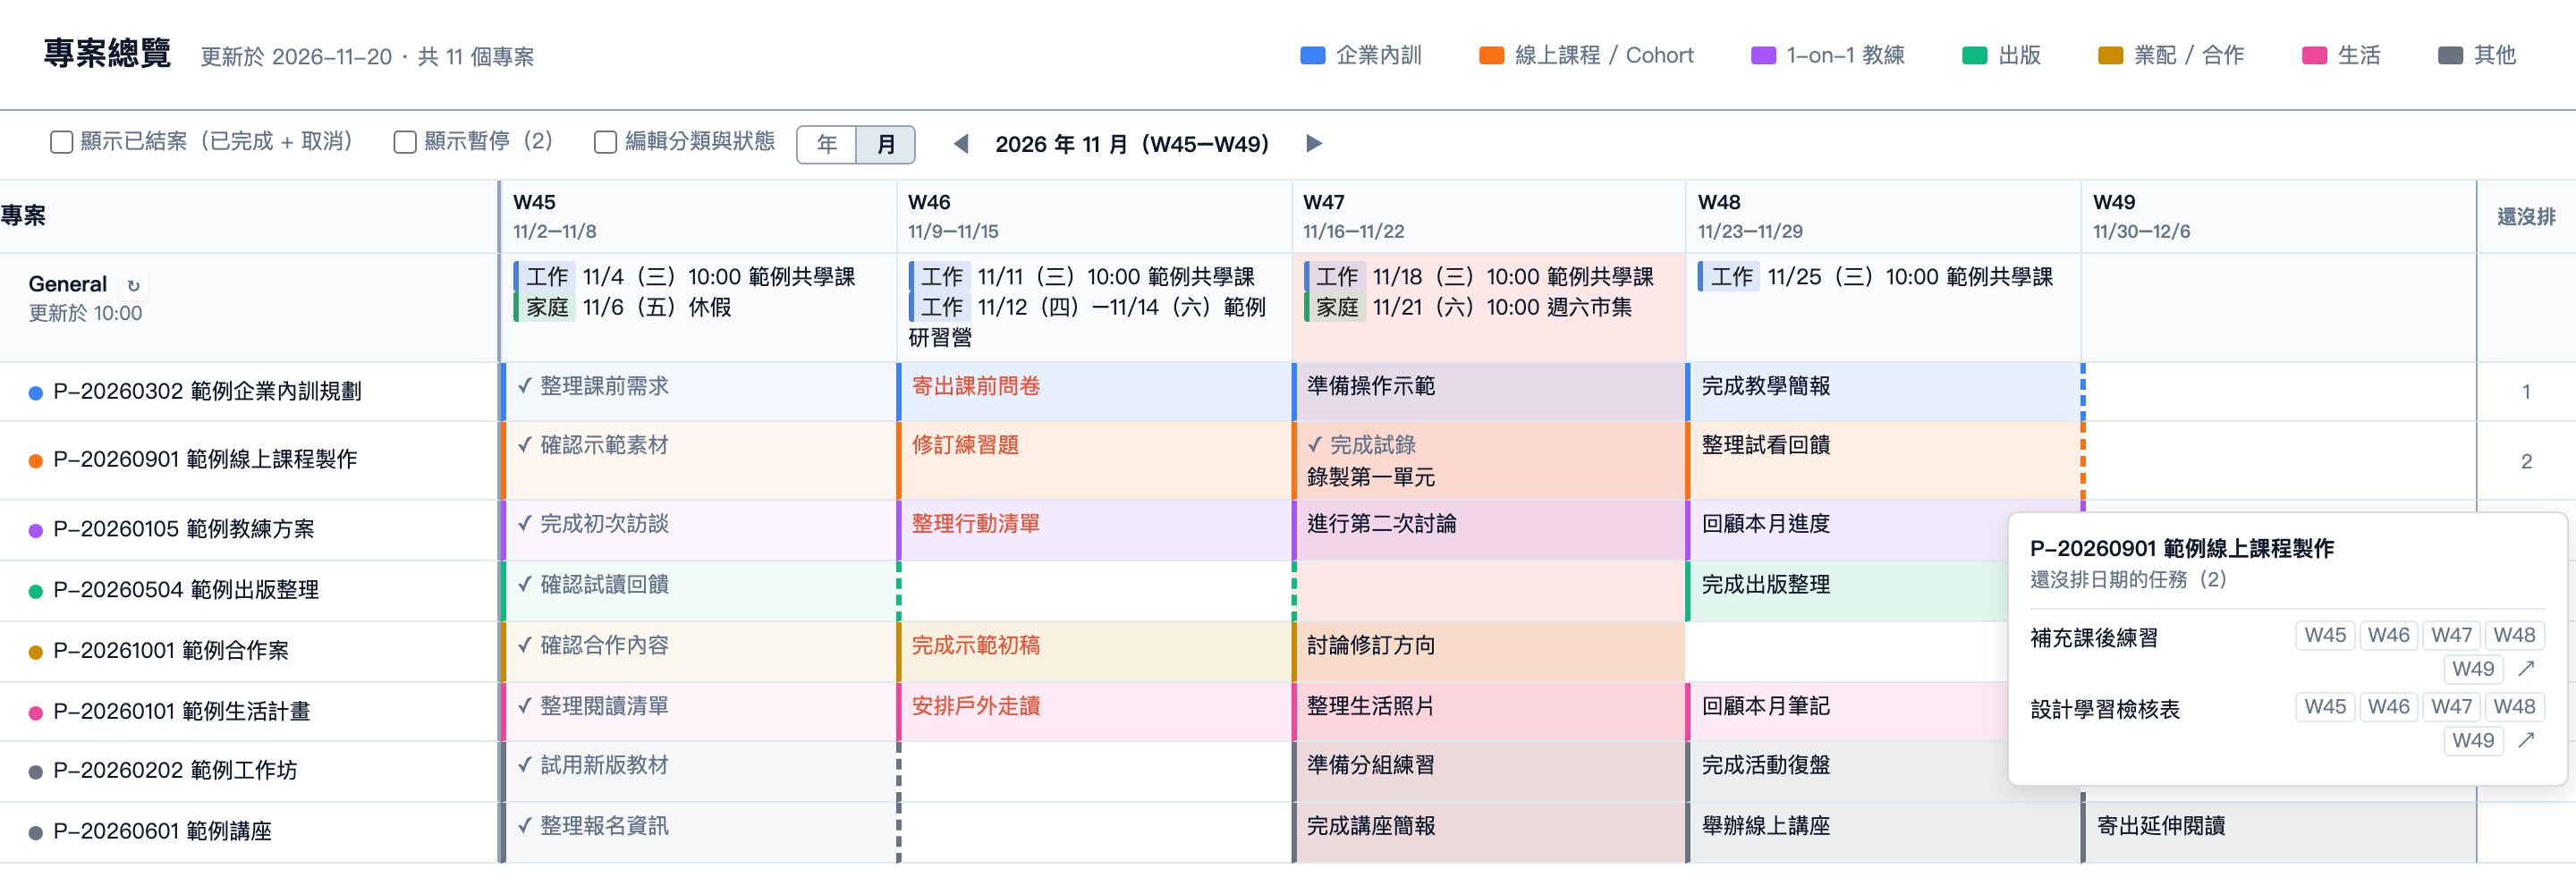 專案總覽 更新於 2026-11-20 · 共 11 個專案
企業內訓 線上課程 / Cohort 1-on-1 教練 出版 業配 / 合作 生活 其他
顯示已結案（已完成 + 取消） 顯示暫停（2） 編輯分類與狀態 年 月 ◀ 2026 年 11 月（W45–W49） ▶
專案
W45
11/2–11/8
W46
11/9–11/15
W47
11/16–11/22
W48
11/23–11/29
W49
11/30–12/6
還沒排
General ↻
更新於 10:00
工作 11/4（三）10:00 範例共學課
家庭 11/6（五）休假
工作 11/11（三）10:00 範例共學課
工作 11/12（四）–11/14（六）範例
研習營
工作 11/18（三）10:00 範例共學課
家庭 11/21（六）10:00 週六市集
工作 11/25（三）10:00 範例共學課
P-20260302 範例企業內訓規劃
✓ 整理課前需求
寄出課前問卷
準備操作示範
完成教學簡報
1
P-20260901 範例線上課程製作
✓ 確認示範素材
修訂練習題
✓ 完成試錄
錄製第一單元
整理試看回饋
2
P-20260105 範例教練方案
✓ 完成初次訪談
整理行動清單
進行第二次討論
回顧本月進度
P-20260504 範例出版整理
✓ 確認試讀回饋
完成出版整理
P-20261001 範例合作案
✓ 確認合作內容
完成示範初稿
討論修訂方向
P-20260101 範例生活計畫
✓ 整理閱讀清單
安排戶外走讀
整理生活照片
回顧本月筆記
P-20260202 範例工作坊
✓ 試用新版教材
準備分組練習
完成活動復盤
P-20260601 範例講座
✓ 整理報名資訊
完成講座簡報
舉辦線上講座
寄出延伸閱讀
P-20260901 範例線上課程製作
還沒排日期的任務（2）
補充課後練習 W45 W46 W47 W48
W49 ↗
設計學習檢核表 W45 W46 W47 W48
W49 ↗